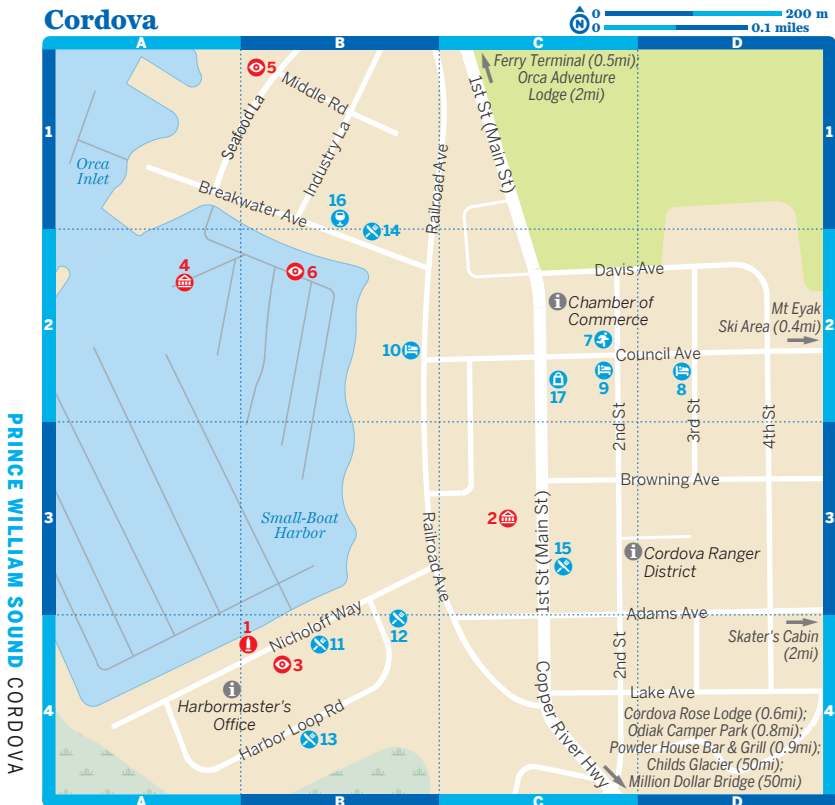 Cordova
N
0 200 m
0 0.1 miles
A B C D
1
2
3
4
5
Middle Rd
Seafood La
Industry La
Orca
Inlet
Breakwater Ave
16
14
Railroad Ave
1st St (Main St)
Ferry Terminal (0.5mi)
Orca Adventure
Lodge (2mi)
1
4
6
Davis Ave
i Chamber of
Commerce
Mt Eyak
Ski Area (0.4mi)
7
10
Council Ave
17
9
8
2nd St
3rd St
4th St
2
Browning Ave
Small-Boat
Harbor
2
Railroad Ave
1st St (Main St)
15
i Cordova Ranger
District
3
Adams Ave
Skater's Cabin
(2mi)
1
Nicholoff Way
11
12
3
i
Harbormaster's
Office
Harbor Loop Rd
13
2nd St
Copper River Hwy
Lake Ave
Cordova Rose Lodge (0.6mi);
Odiak Camper Park (0.8mi);
Powder House Bar & Grill (0.9mi);
Childs Glacier (50mi);
Million Dollar Bridge (50mi)
4
A B C D
PRINCE WILLIAM SOUND CORDOVA